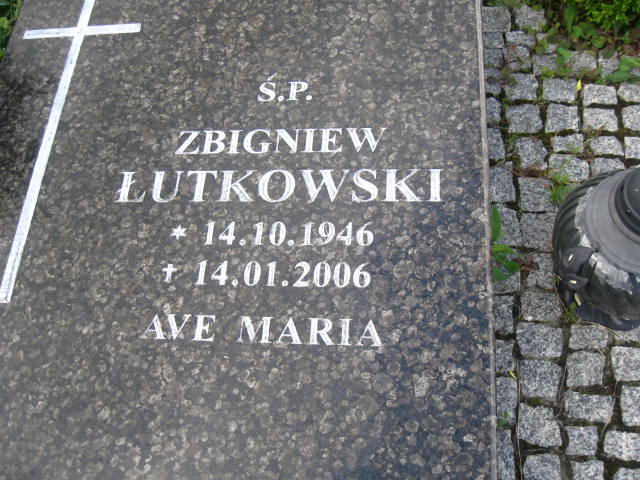 Ś.P.
ZBIGNIEW
ŁUTKOWSKI
* 14.10.1946
✝ 14.01.2006
AVE MARIA